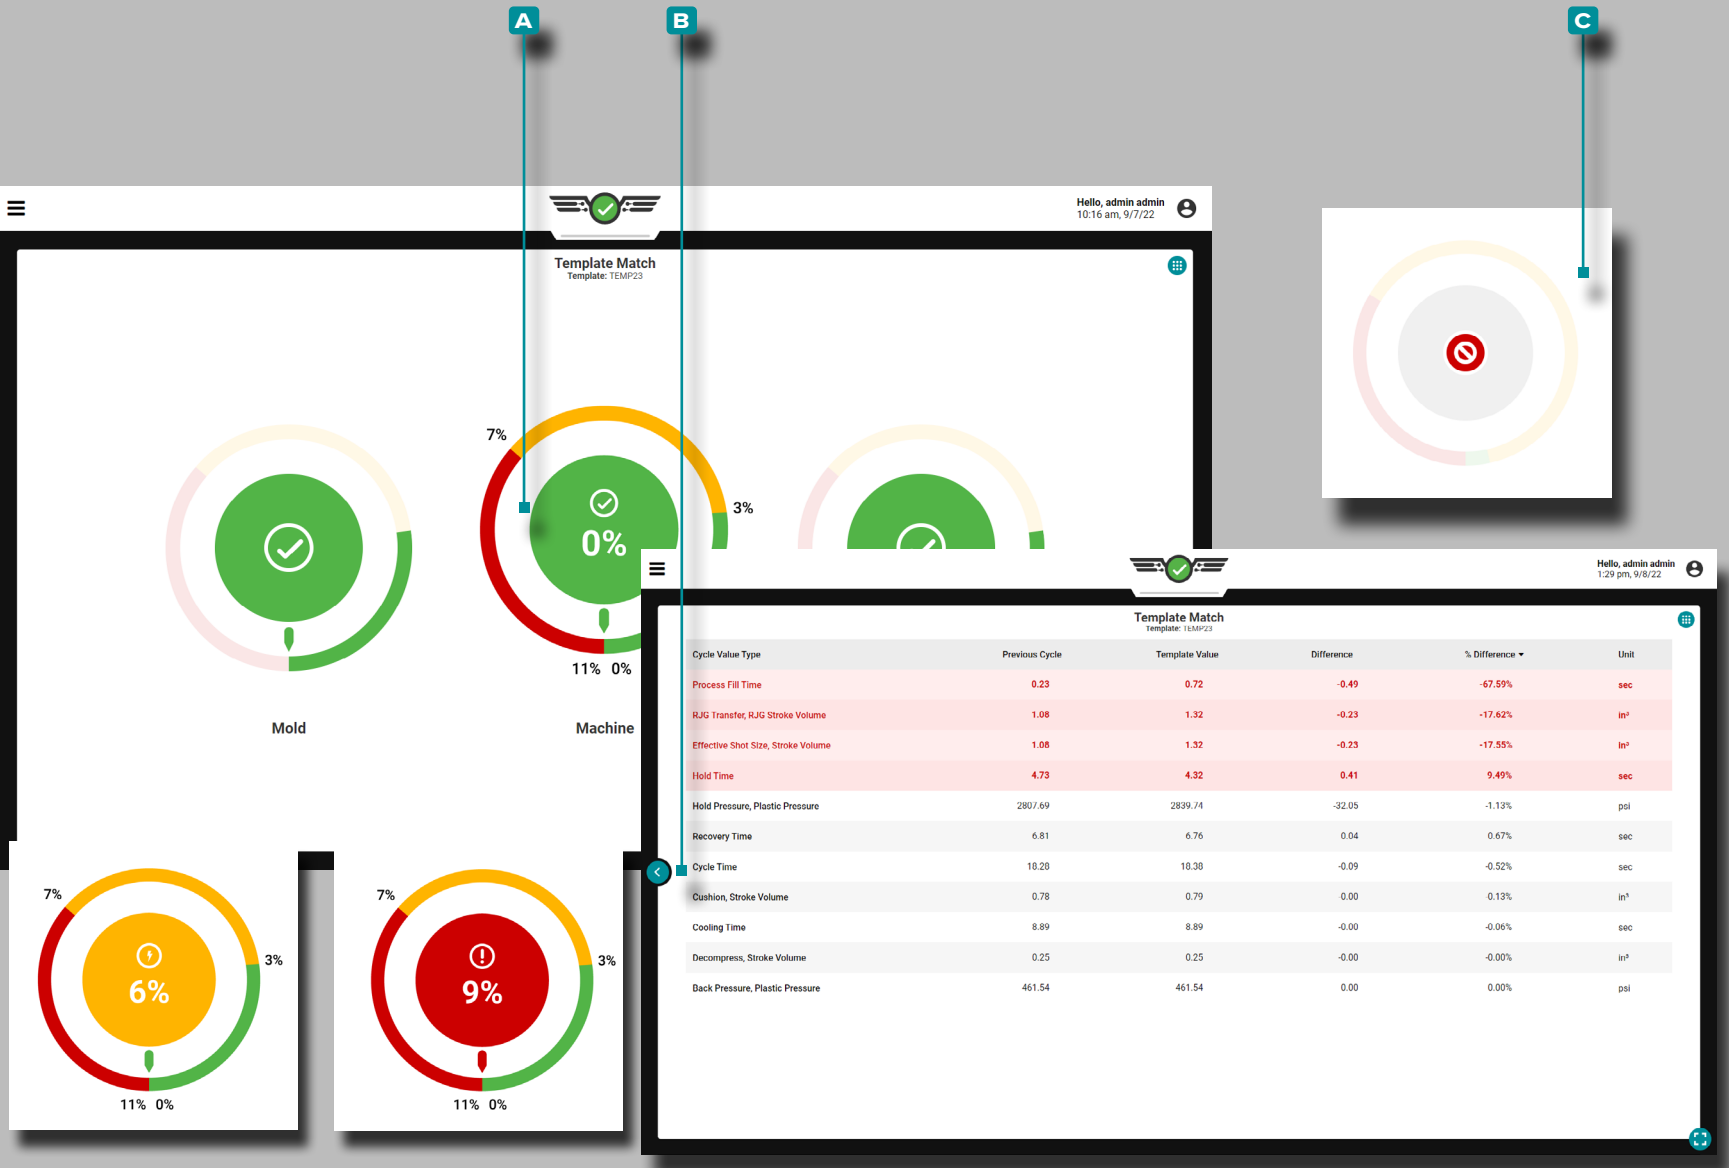 A
B
C
Hello, admin admin
10:16 am, 9/7/22
Template Match
Template: TEMP23
7%
3%
0%
11% 0%
Mold
Machine
Hello, admin admin
1:29 pm, 9/8/22
Template Match
Template: TEMP23
Cycle Value Type Previous Cycle Template Value Difference % Difference Unit
Process Fill Time 0.23 0.72 -0.49 -67.59% sec
RJG Transfer, RJG Stroke Volume 1.08 1.32 -0.23 -17.62% in³
Effective Shot Size, Stroke Volume 1.08 1.32 -0.23 -17.55% in³
Hold Time 4.73 4.32 0.41 9.49% sec
Hold Pressure, Plastic Pressure 2807.69 2839.74 -32.05 -1.13% psi
Recovery Time 6.81 6.76 0.04 0.67% sec
Cycle Time 18.28 18.38 -0.09 -0.52% sec
Cushion, Stroke Volume 0.78 0.79 -0.00 -0.13% in³
Cooling Time 8.89 8.89 -0.00 -0.06% sec
Decompress, Stroke Volume 0.25 0.25 -0.00 -0.00% in³
Back Pressure, Plastic Pressure 461.54 461.54 0.00 0.00% psi
7%
3%
6%
11% 0%
7%
3%
9%
11% 0%